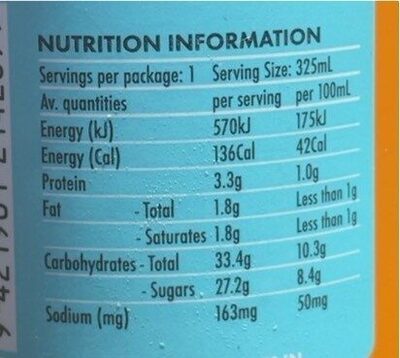 NUTRITION INFORMATION
Servings per package: 1 Serving Size: 325mL
Av. quantities per serving per 100mL
Energy (kJ) 570kJ 175kJ
Energy (Cal) 136Cal 42Cal
Protein 3.3g 1.0g
Fat - Total 1.8g Less than 1g
- Saturates 1.8g Less than 1g
Carbohydrates - Total 33.4g 10.3g
- Sugars 27.2g 8.4g
Sodium (mg) 163mg 50mg